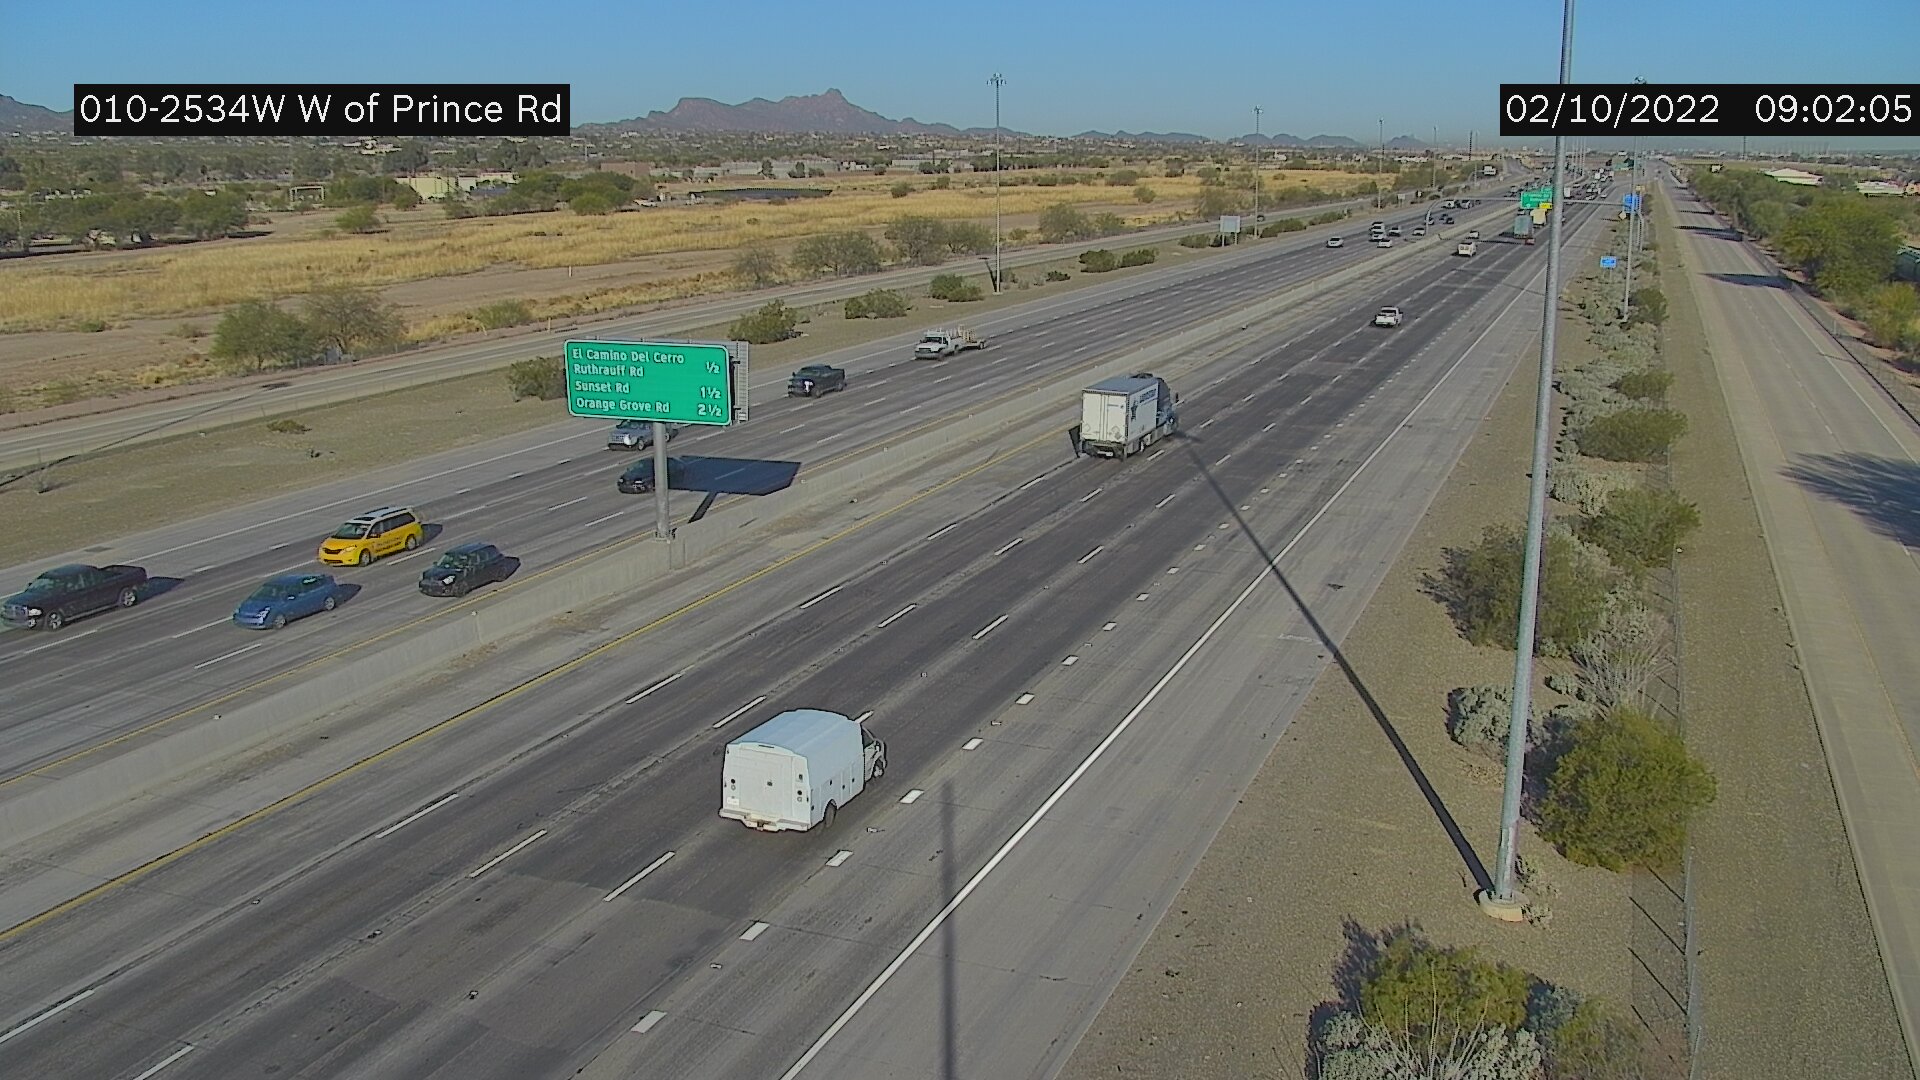 010-2534W W of Prince Rd
02/10/2022 09:02:05
El Camino Del Cerro
Ruthrauff Rd 1/2
Sunset Rd 1 1/2
Orange Grove Rd 2 1/2